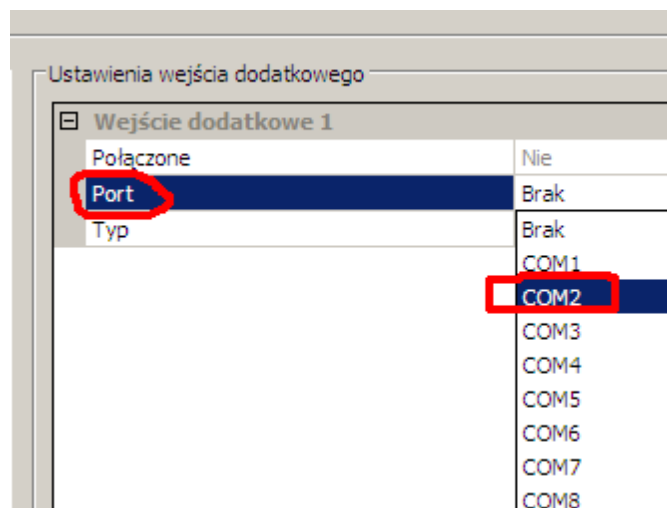 Ustawienia wejścia dodatkowego
Wejście dodatkowe 1
Połączone Nie
Port Brak
Typ Brak
COM1
COM2
COM3
COM4
COM5
COM6
COM7
COM8